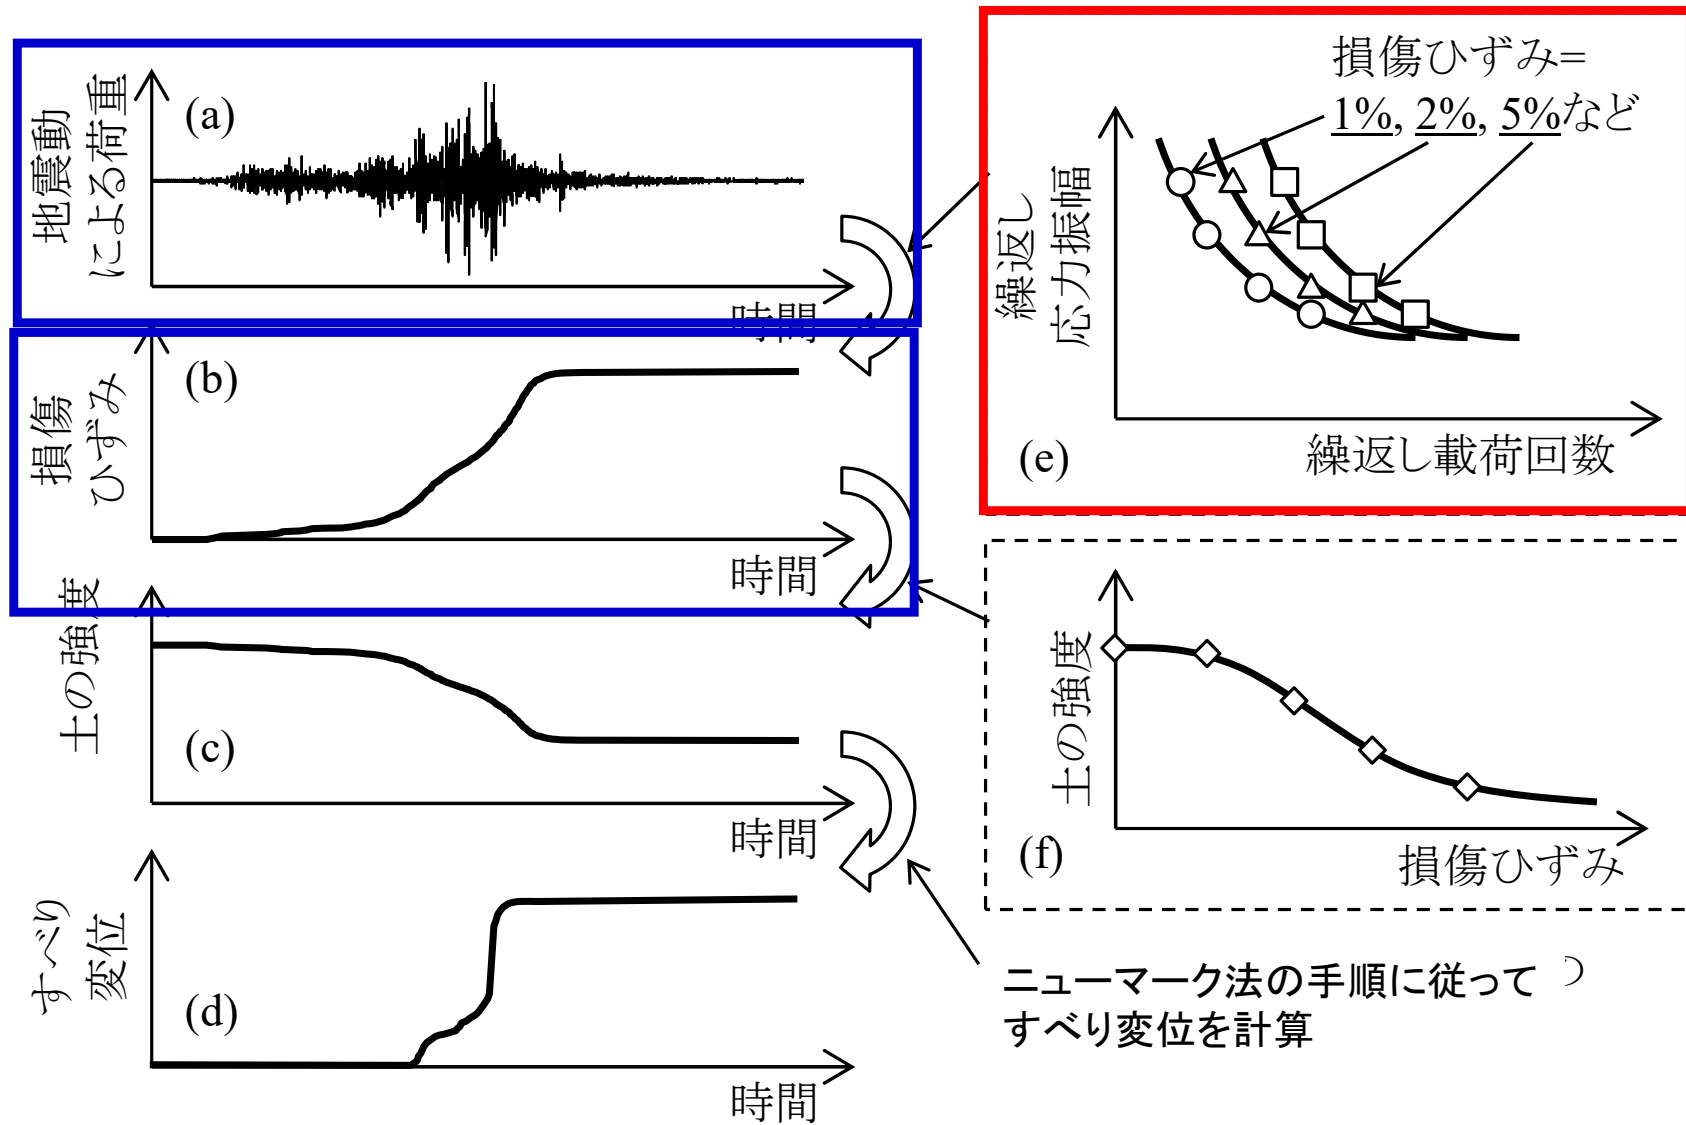 (a)
地震動
による荷重
時間
(b)
損傷
ひずみ
時間
(c)
土の強度
時間
(d)
すべり
変位
時間
損傷ひずみ=
1%, 2%, 5%など
繰返し
応力振幅
(e)
繰返し載荷回数
土の強度
(f)
損傷ひずみ
ニューマーク法の手順に従って
すべり変位を計算